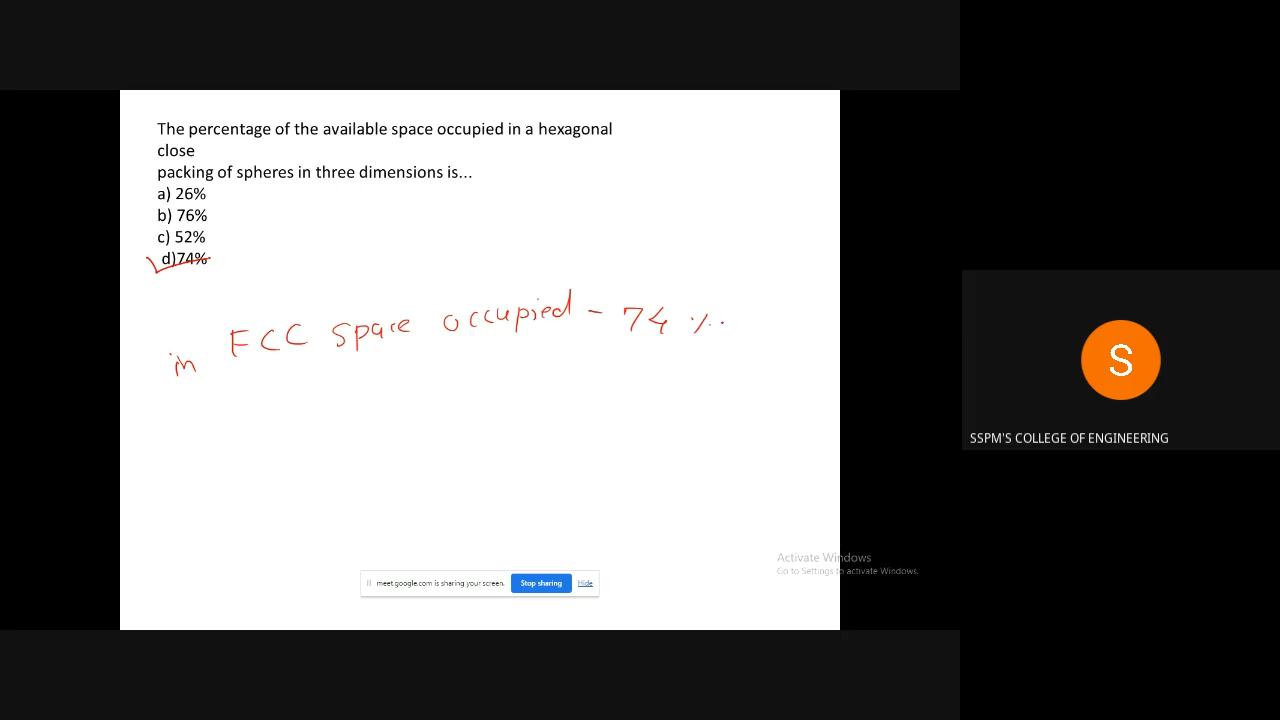 The percentage of the available space occupied in a hexagonal
close
packing of spheres in three dimensions is...
a) 26%
b) 76%
c) 52%
d)74%
in FCC space occupied - 74 %.
S
SSPM'S COLLEGE OF ENGINEERING
Activate Windows
Go to Settings to activate Windows.
meet.google.com is sharing your screen. Stop sharing Hide